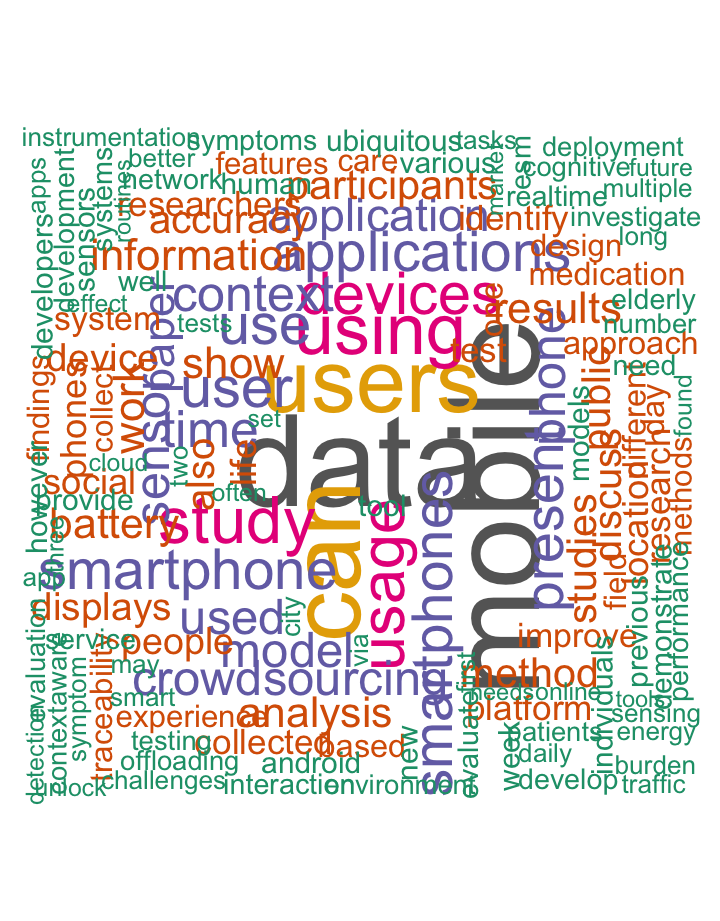 instrumentation
symptoms
ubiquitous
tasks
deployment
better
features
care
various
market
esm
cognitive
future
apps
development
systems
routines
network
human
participants
realtime
multiple
sensors
researchers
accuracy
application
identify
investigate
long
developers
information
applications
design
medication
well
effect
context
devices
one
results
elderly
system
tests
paper
use
using
number
device
show
test
approach
need
findings
phones
collect
work
user
users
mobile
phone
public
different
day
found
set
models
sensor
time
data
cloud
two
also
life
social
often
tool
however
provide
battery
study
can
usage
smartphones
present
studies
discuss
location
research
methods
three
app
smartphone
field
previous
demonstrate
performance
displays
used
city
service
people
model
via
improve
evaluation
contextaware
symptom
traceability
may
crowdsourcing
first
method
needs
online
individuals
tools
smart
platform
sensing
experience
analysis
testing
collected
based
new
evaluate
week
patients
energy
detection
offloading
android
daily
burden
unlock
challenges
interaction
environment
develop
traffic